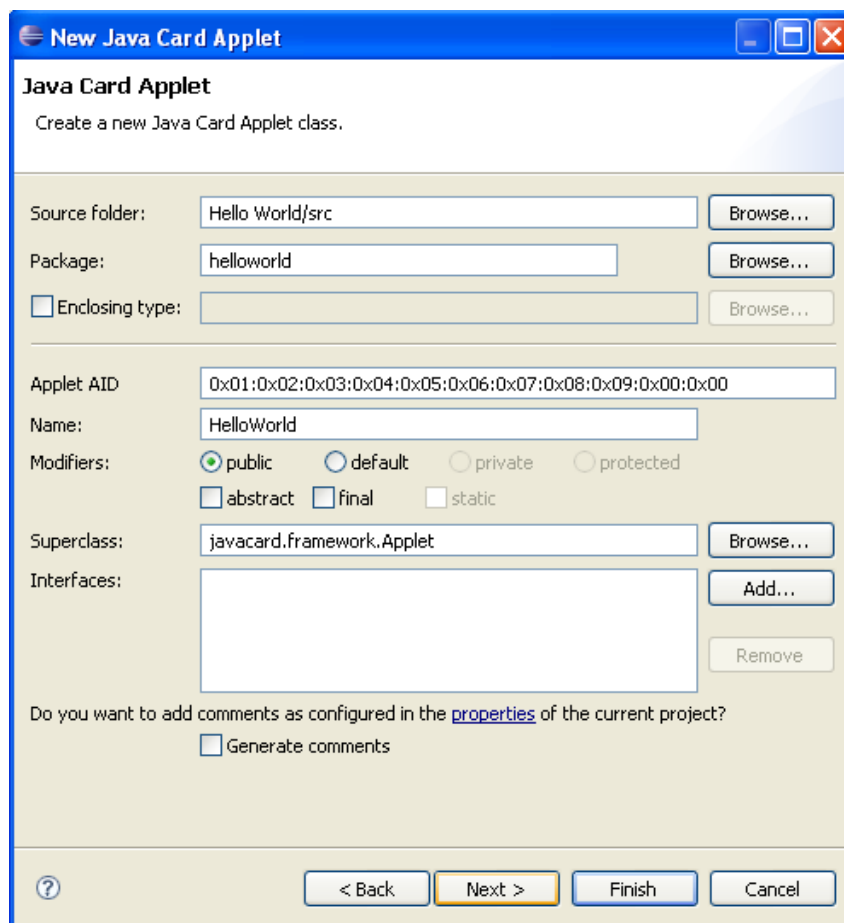 New Java Card Applet
Java Card Applet
Create a new Java Card Applet class.
Source folder: Hello World/src Browse...
Package: helloworld Browse...
Enclosing type: Browse...
Applet AID 0x01:0x02:0x03:0x04:0x05:0x06:0x07:0x08:0x09:0x00:0x00
Name: HelloWorld
Modifiers: public default private protected
abstract final static
Superclass: javacard.framework.Applet Browse...
Interfaces: Add...
Remove
Do you want to add comments as configured in the properties of the current project?
Generate comments
? < Back Next > Finish Cancel